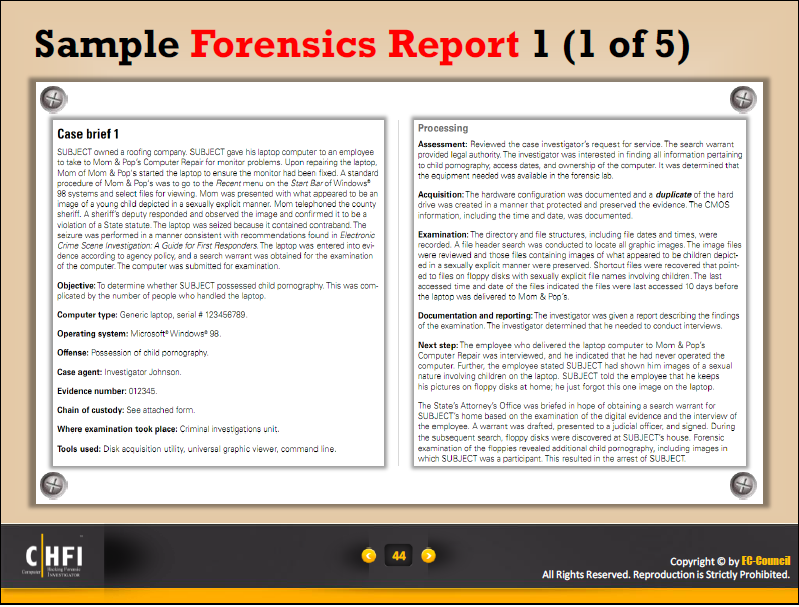 Sample Forensics Report 1 (1 of 5)
Case brief 1
SUBJECT owned a roofing company. SUBJECT gave his laptop computer to an employee
to take to Mom & Pop's Computer Repair for monitor problems. Upon repairing the laptop,
Mom of Mom & Pop's started the laptop to ensure the monitor had been fixed. A standard
procedure of Mom & Pop's was to go to the Recent menu on the Start Bar of Windows®
98 systems and select files for viewing. Mom was presented with what appeared to be an
image of a young child depicted in a sexually explicit manner. Mom telephoned the county
sheriff. A sheriff's deputy responded and observed the image and confirmed it to be a
violation of a State statute. The laptop was seized because it contained contraband. The
seizure was performed in a manner consistent with recommendations found in Electronic
Crime Scene Investigation: A Guide for First Responders. The laptop was entered into evi-
dence according to agency policy, and a search warrant was obtained for the examination
of the computer. The computer was submitted for examination.
Objective: To determine whether SUBJECT possessed child pornography. This was com-
plicated by the number of people who handled the laptop.
Computer type: Generic laptop, serial # 123456789.
Operating system: Microsoft® Windows® 98.
Offense: Possession of child pornography.
Case agent: Investigator Johnson.
Evidence number: 012345.
Chain of custody: See attached form.
Where examination took place: Criminal investigations unit.
Tools used: Disk acquisition utility, universal graphic viewer, command line.
Processing
Assessment: Reviewed the case investigator's request for service. The search warrant
provided legal authority. The investigator was interested in finding all information pertaining
to child pornography, access dates, and ownership of the computer. It was determined that
the equipment needed was available in the forensic lab.
Acquisition: The hardware configuration was documented and a duplicate of the hard
drive was created in a manner that protected and preserved the evidence. The CMOS
information, including the time and date, was documented.
Examination: The directory and file structures, including file dates and times, were
recorded. A file header search was conducted to locate all graphic images. The image files
were reviewed and those files containing images of what appeared to be children depict-
ed in a sexually explicit manner were preserved. Shortcut files were recovered that point-
ed to files on floppy disks with sexually explicit file names involving children. The last
accessed time and date of the files indicated the files were last accessed 10 days before
the laptop was delivered to Mom & Pop's.
Documentation and reporting: The investigator was given a report describing the findings
of the examination. The investigator determined that he needed to conduct interviews.
Next step: The employee who delivered the laptop computer to Mom & Pop's
Computer Repair was interviewed, and he indicated that he had never operated the
computer. Further, the employee stated SUBJECT had shown him images of a sexual
nature involving children on the laptop. SUBJECT told the employee that he keeps
his pictures on floppy disks at home; he just forgot this one image on the laptop.
The State's Attorney's Office was briefed in hope of obtaining a search warrant for
SUBJECT's home based on the examination of the digital evidence and the interview of
the employee. A warrant was drafted, presented to a judicial officer, and signed. During
the subsequent search, floppy disks were discovered at SUBJECT's house. Forensic
examination of the floppies revealed additional child pornography, including images in
which SUBJECT was a participant. This resulted in the arrest of SUBJECT.
CHFI
Computer Hacking Forensic
INVESTIGATOR
44
Copyright © by EC-Council
All Rights Reserved. Reproduction is Strictly Prohibited.